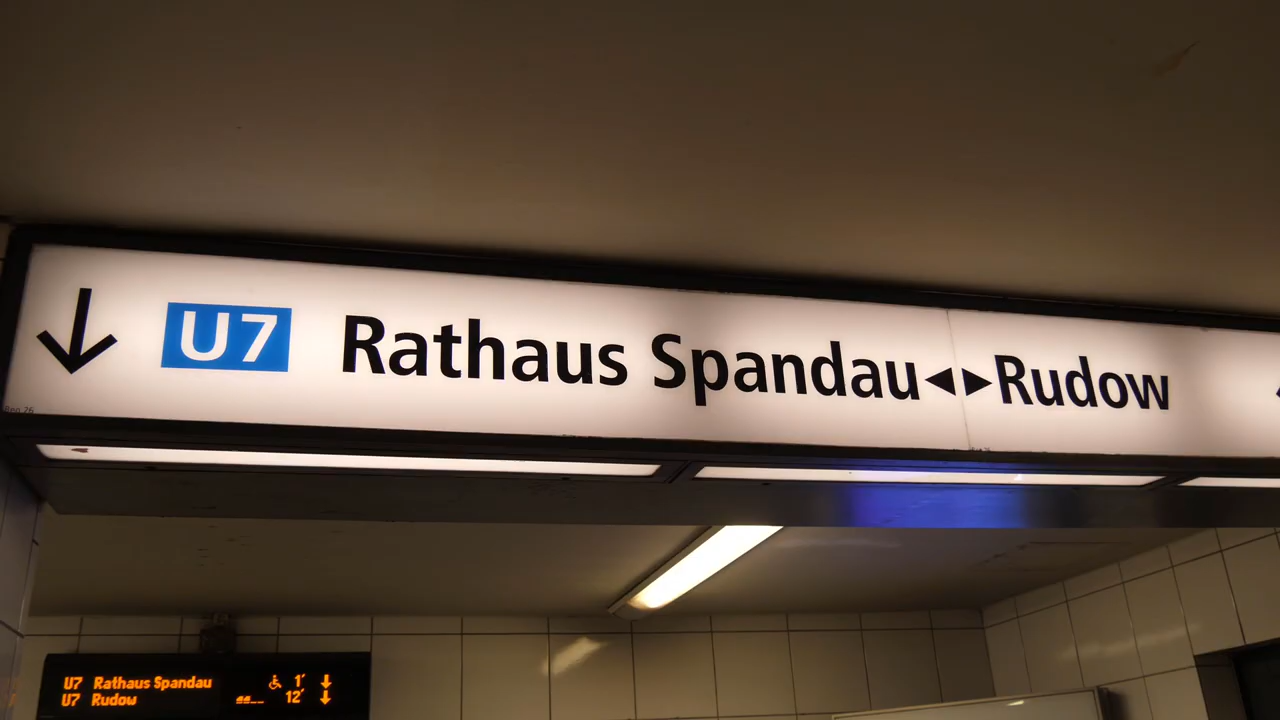 U7 Rathaus Spandau◀▶Rudow
U7 Rathaus Spandau 1'
U7 Rudow 12'